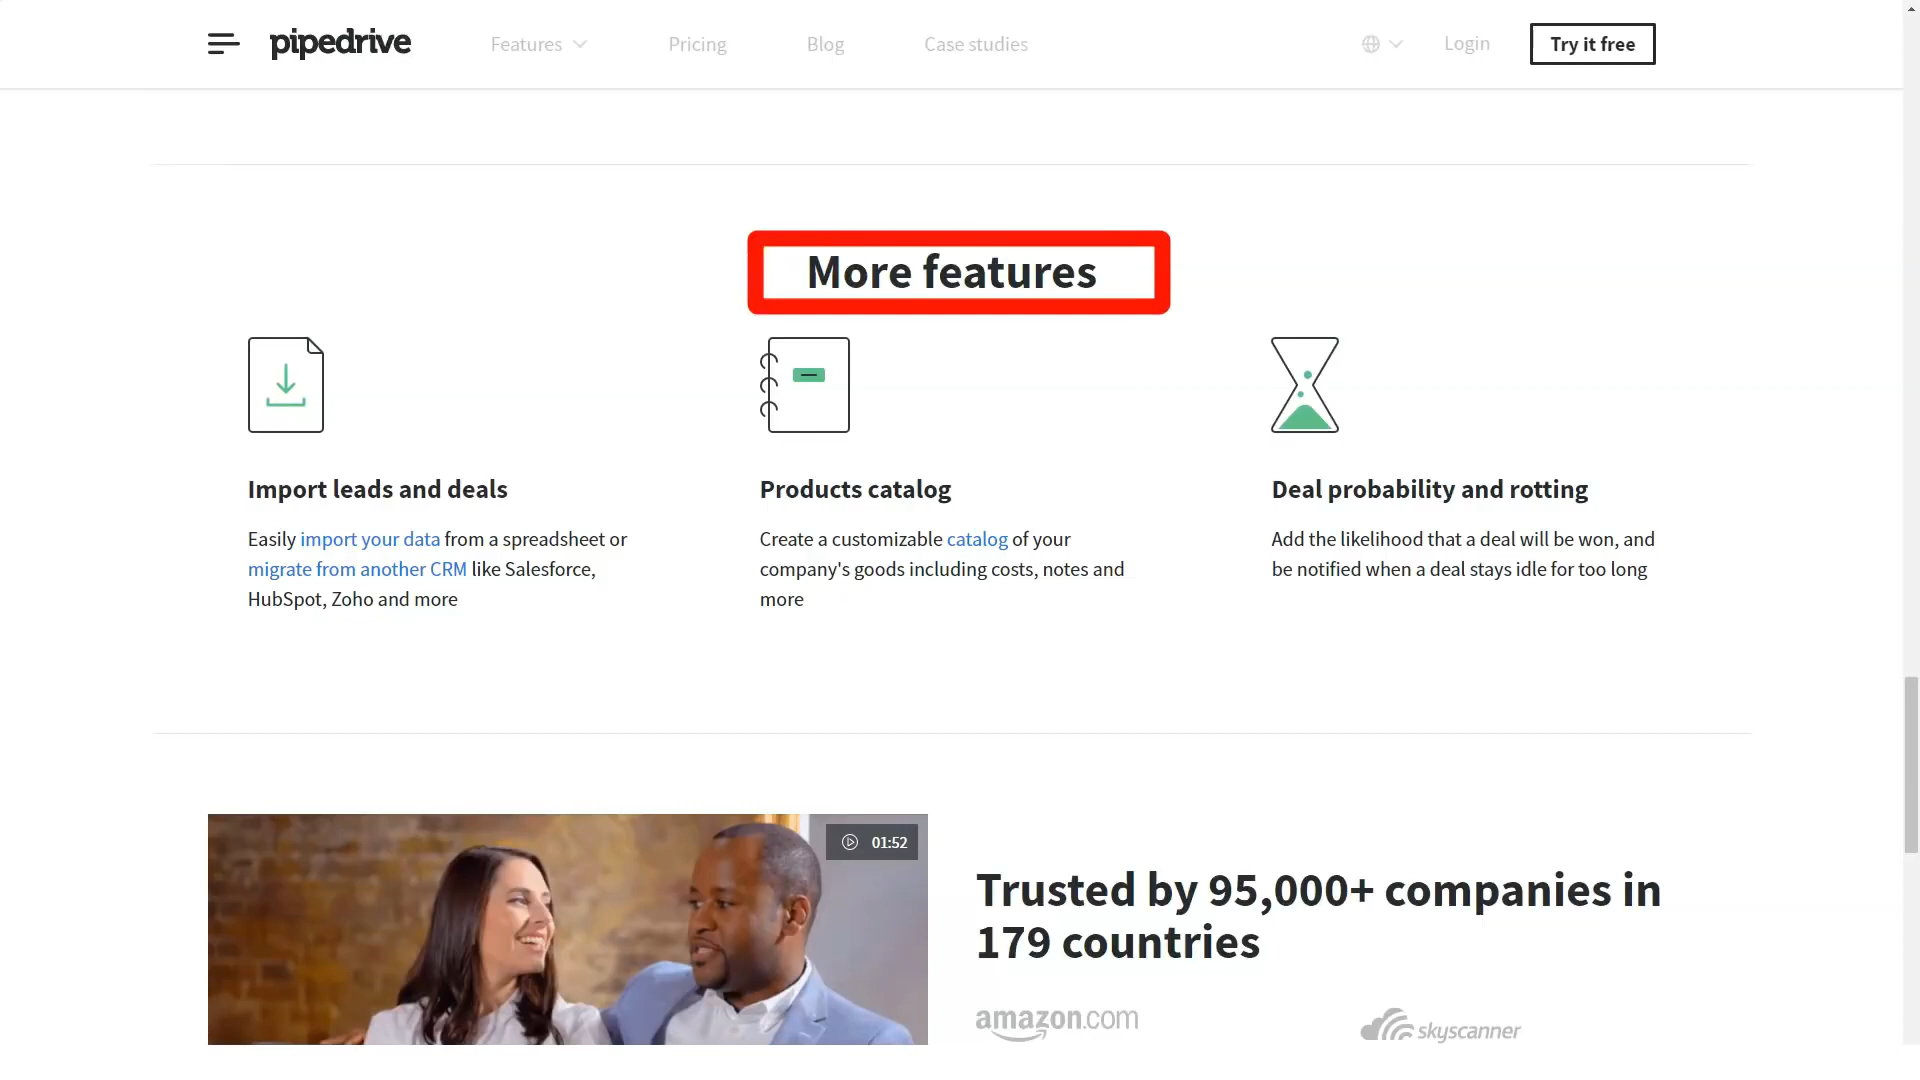 pipedrive
Features
Pricing
Blog
Case studies
Login
Try it free
More features
Import leads and deals
Easily import your data from a spreadsheet or
migrate from another CRM like Salesforce,
HubSpot, Zoho and more
Products catalog
Create a customizable catalog of your
company's goods including costs, notes and
more
Deal probability and rotting
Add the likelihood that a deal will be won, and
be notified when a deal stays idle for too long
01:52
Trusted by 95,000+ companies in
179 countries
amazon.com
skyscanner